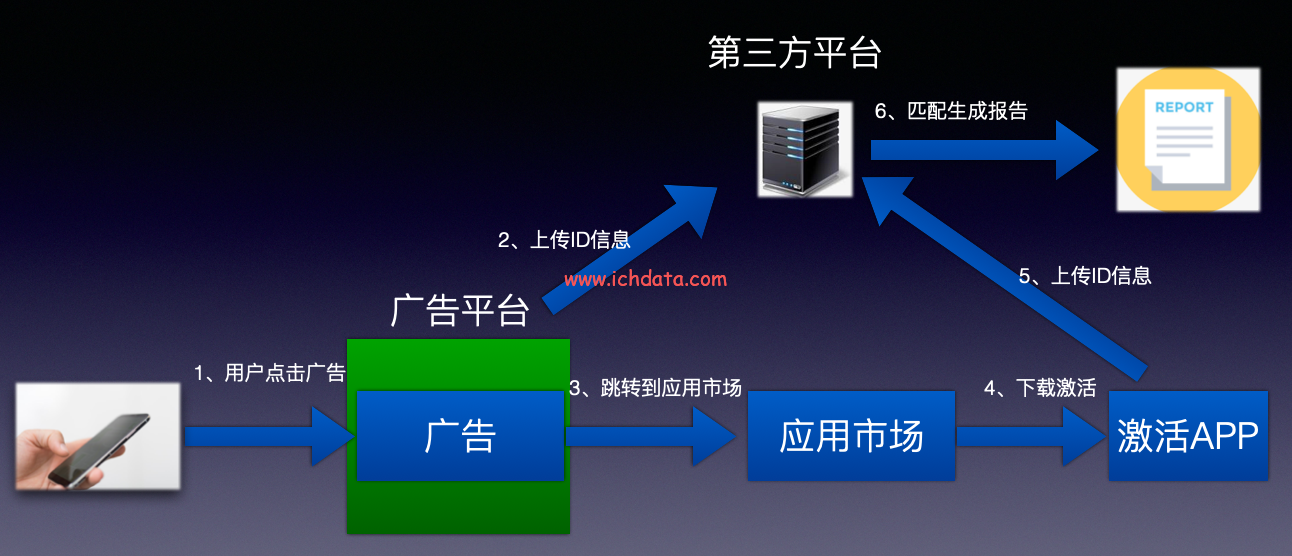 第三方平台
6、匹配生成报告
REPORT
2、上传ID信息
www.ichdata.com
5、上传ID信息
广告平台
1、用户点击广告
3、跳转到应用市场
4、下载激活
广告
应用市场
激活APP